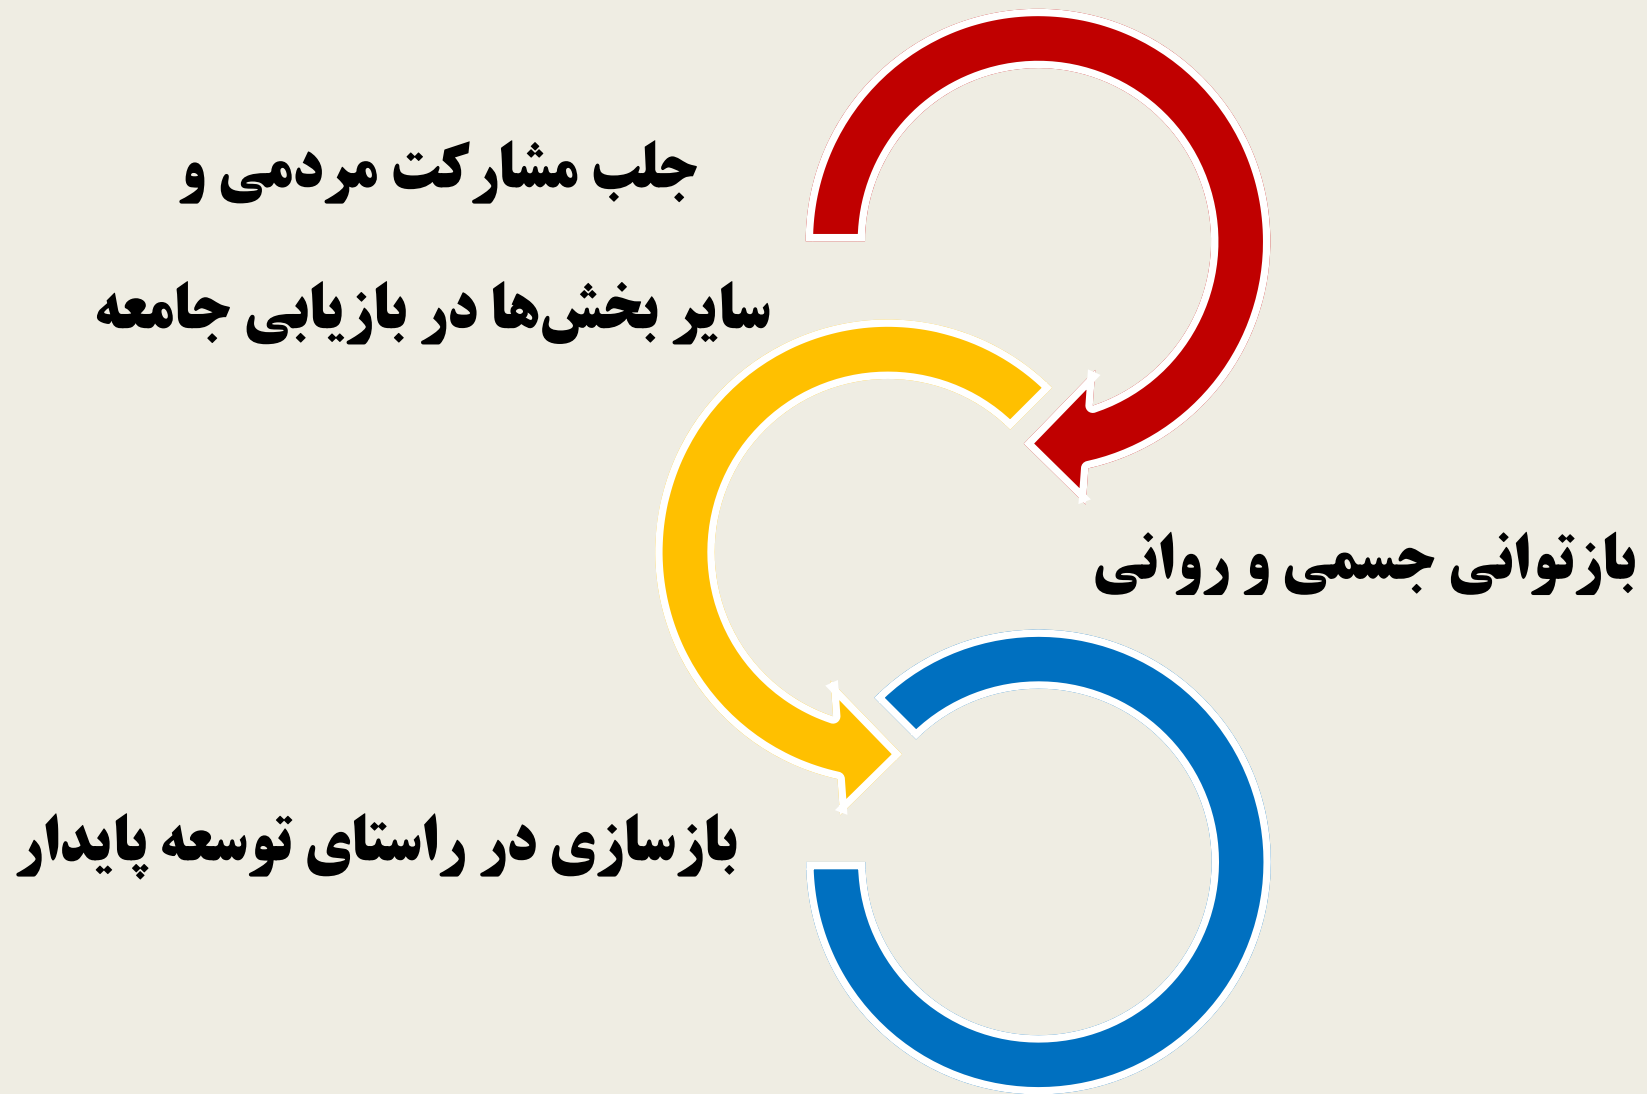 جلب مشارکت مردمی و
سایر بخش‌ها در بازیابی جامعه
بازتوانی جسمی و روانی
بازسازی در راستای توسعه پایدار